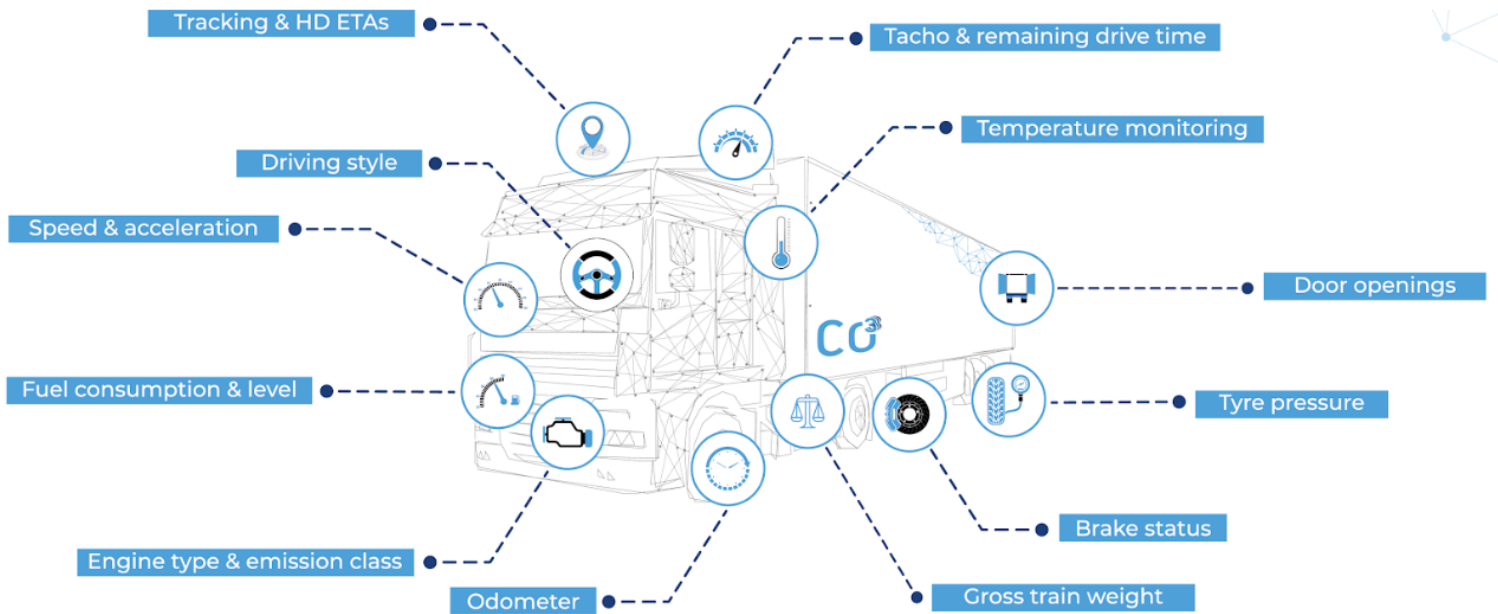 Tracking & HD ETAs
Tacho & remaining drive time
Temperature monitoring
Driving style
Speed & acceleration
Door openings
CO³
Fuel consumption & level
Tyre pressure
Brake status
Engine type & emission class
Odometer
Gross train weight